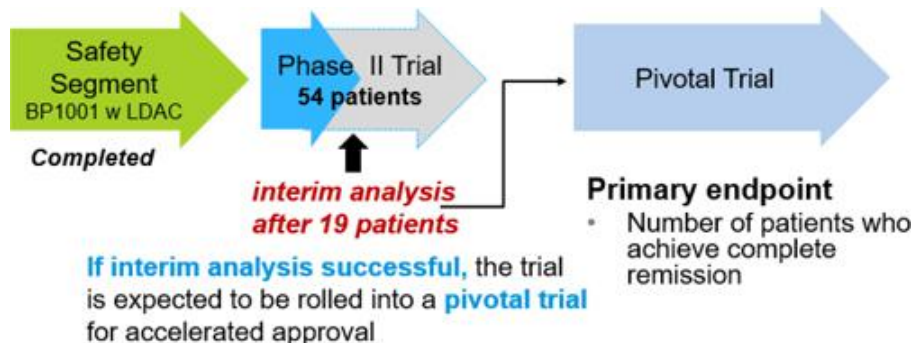 Safety
Segment
BP1001 w LDAC
Completed
Phase II Trial
54 patients
interim analysis
after 19 patients
If interim analysis successful, the trial
is expected to be rolled into a pivotal trial
for accelerated approval
Pivotal Trial
Primary endpoint
• Number of patients who
achieve complete
remission